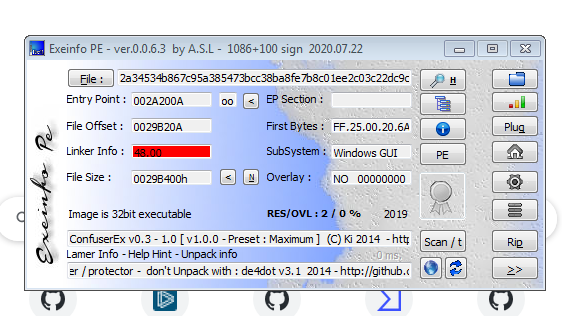 Exeinfo PE - ver.0.0.6.3 by A.S.L - 1086+100 sign 2020.07.22
File : 2a34534b867c95a385473bcc38ba8fe7b8c01ee2c03c22dc9c H
Entry Point : 002A200A oo < EP Section :
File Offset : 0029B20A First Bytes : FF.25.00.20.6A Plug
Linker Info : 48.00 SubSystem : Windows GUI PE
File Size : 0029B400h < N Overlay : NO 00000000
Image is 32bit executable RES/OVL : 2 / 0 % 2019
Exeinfo Pe
ConfuserEx v0.3 - 1.0 [ v1.0.0 - Preset : Maximum ] (C) Ki 2014 - http Scan / t Rip
Lamer Info - Help Hint - Unpack info 0 ms.
er / protector - don't Unpack with : de4dot v3.1 2014 - http://github.c >>